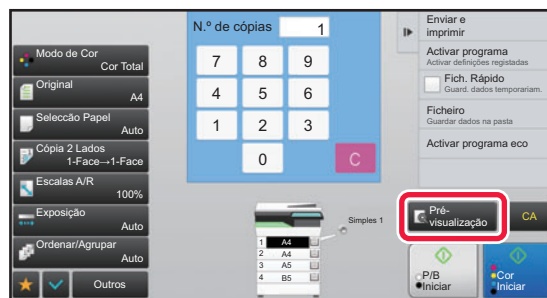 N.º de cópias 1
Modo de Cor
Cor Total
Original
A4
Selecção Papel
Auto
Cópia 2 Lados
1-Face→1-Face
Escalas A/R
100%
Exposição
Auto
Ordenar/Agrupar
Auto
Outros
7 8 9
4 5 6
1 2 3
0 C
Simples 1
1 A4
2 A4
3 A5
4 B5
Enviar e
imprimir
Activar programa
Activar definições registadas
Fich. Rápido
Guard. dados temporariam.
Ficheiro
Guardar dados na pasta
Activar programa eco
Pré-
visualização
CA
P/B
Iniciar
Cor
Iniciar